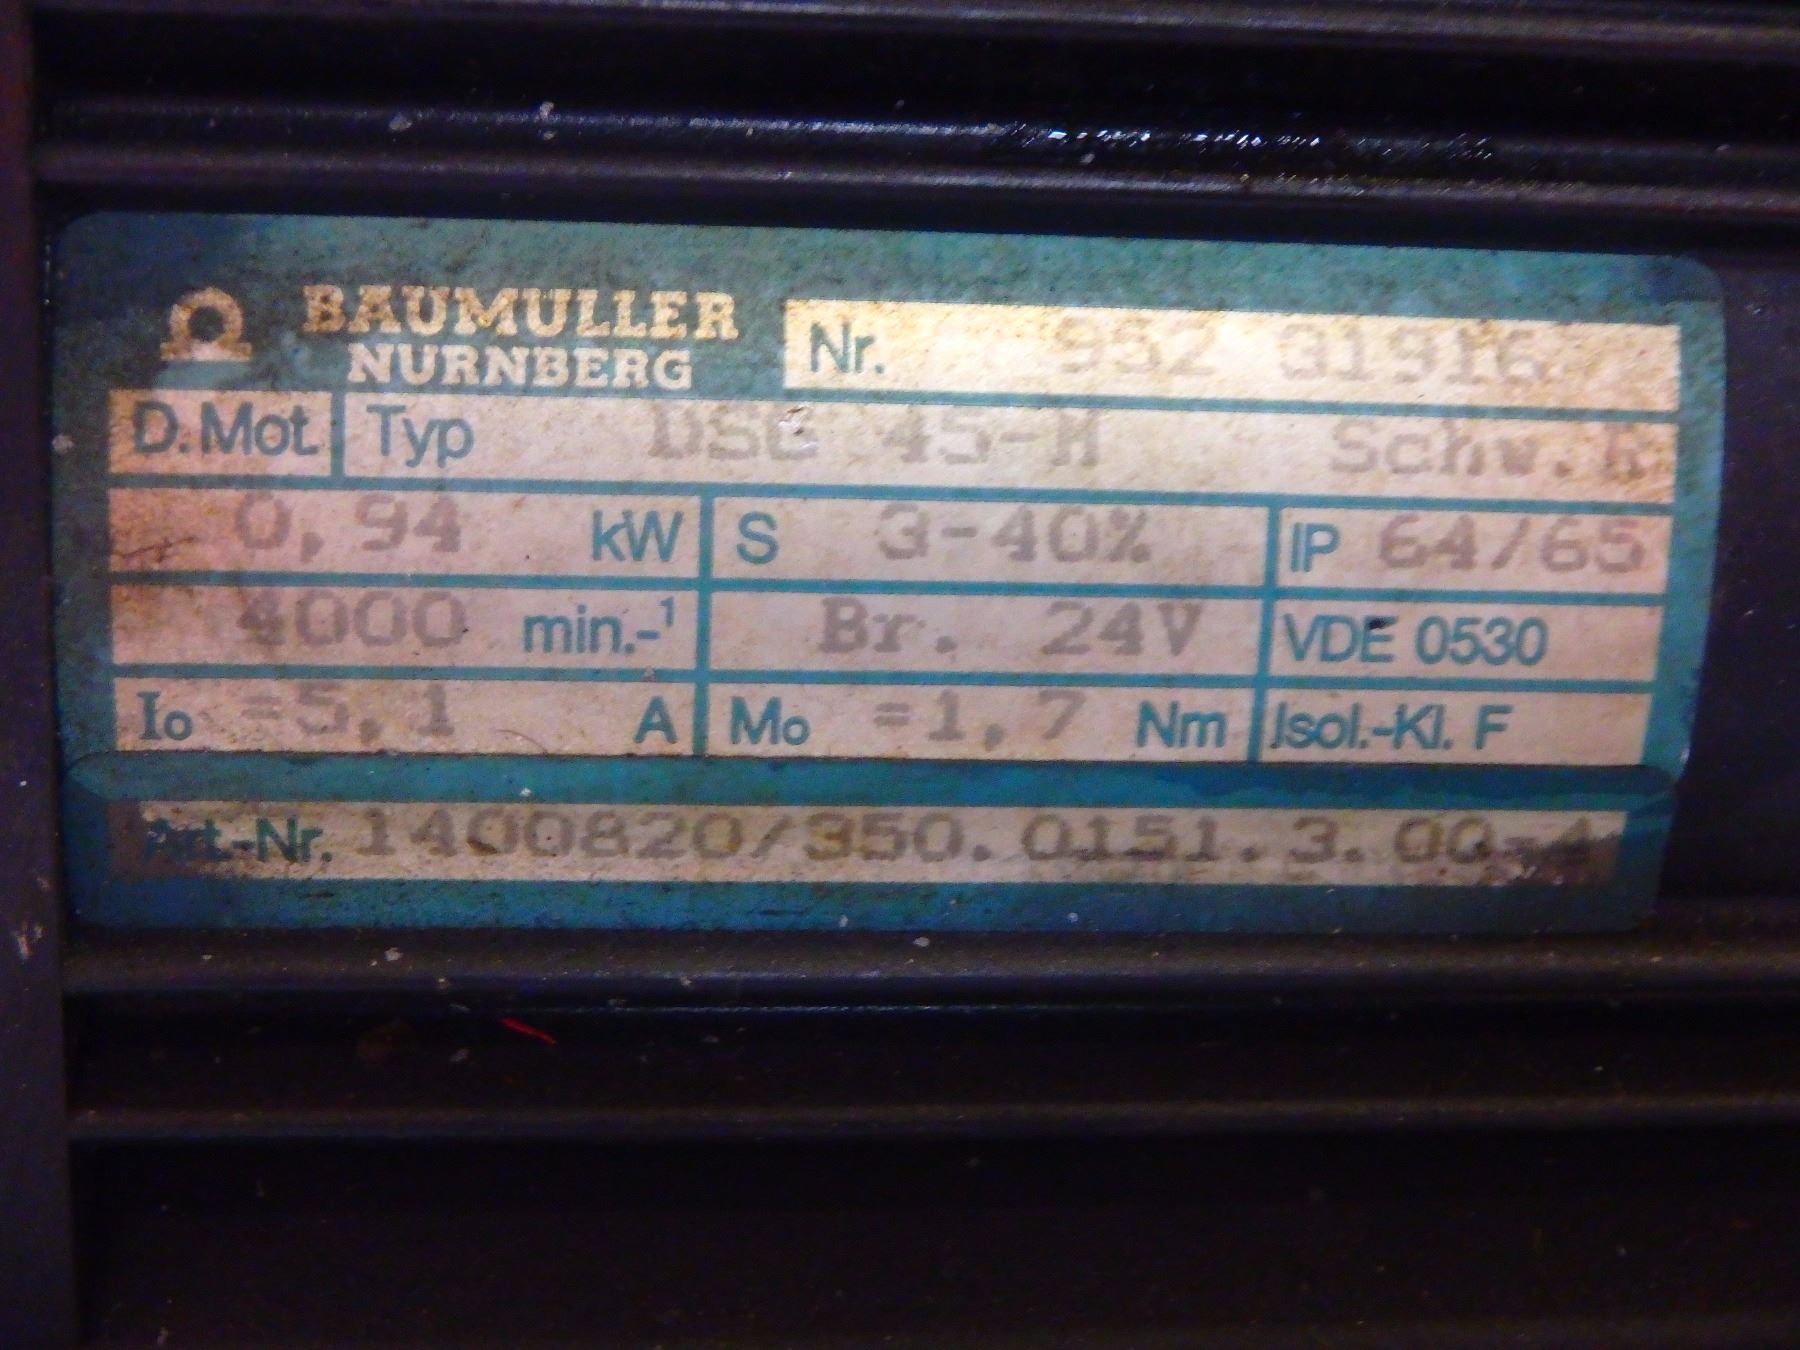 BAUMULLER
NURNBERG
Nr. 952 31916
D.Mot. Typ DSC 45-M Schw.R
0,94 kW S 3-40% IP 64/65
4000 min.-¹ Br. 24V VDE 0530
Io =5,1 A Mo =1,7 Nm Isol.-Kl. F
Art.-Nr. 1400820/350.0151.3.00-4